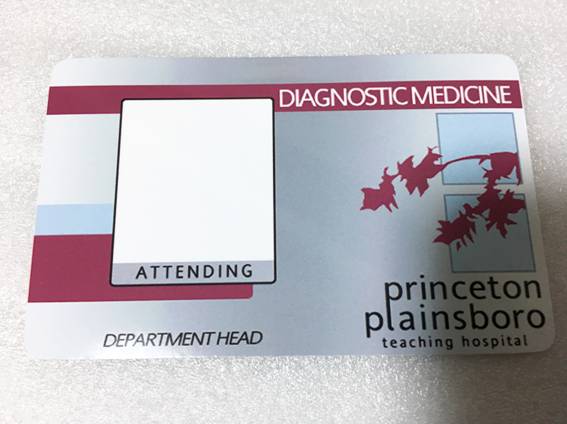 DIAGNOSTIC MEDICINE
ATTENDING
DEPARTMENT HEAD
princeton
plainsboro
teaching hospital